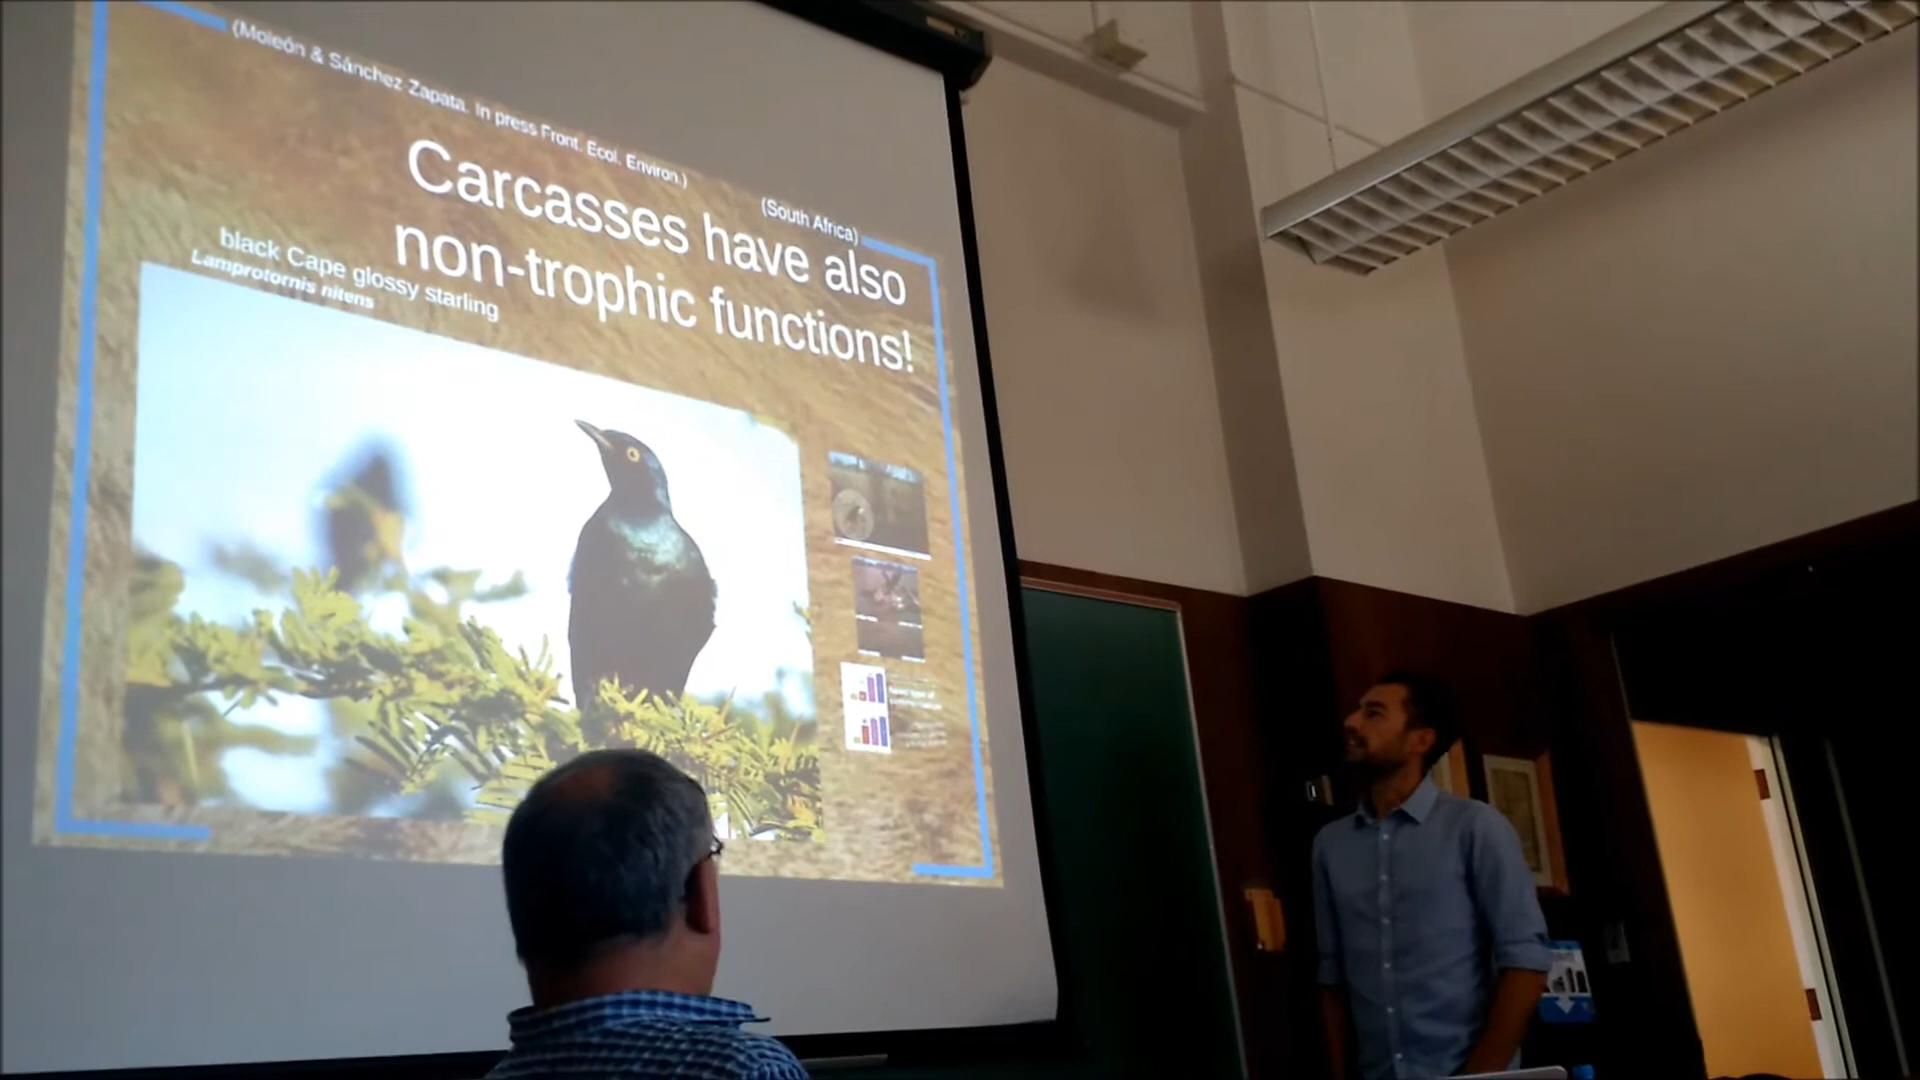 (Moleón & Sánchez Zapata. In press Front. Ecol. Environ.)
(South Africa)
Carcasses have also
non-trophic functions!
black Cape glossy starling
Lamprotornis nitens